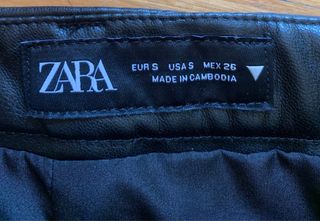 ZARA
EUR S USA S MEX 26
MADE IN CAMBODIA